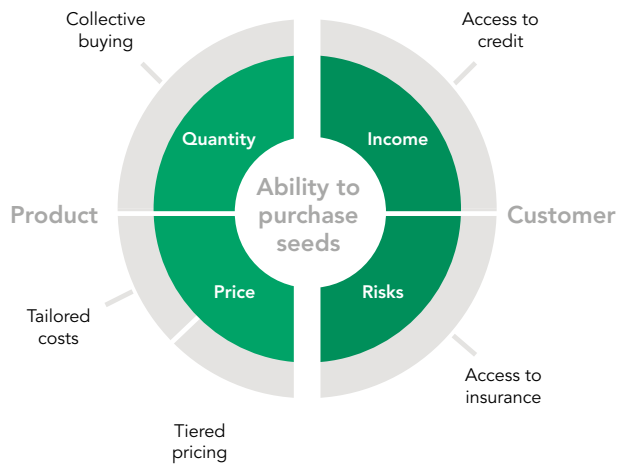 Collective
buying
Access to
credit
Quantity
Income
Ability to
purchase
seeds
Product
Customer
Price
Risks
Tailored
costs
Access to
insurance
Tiered
pricing